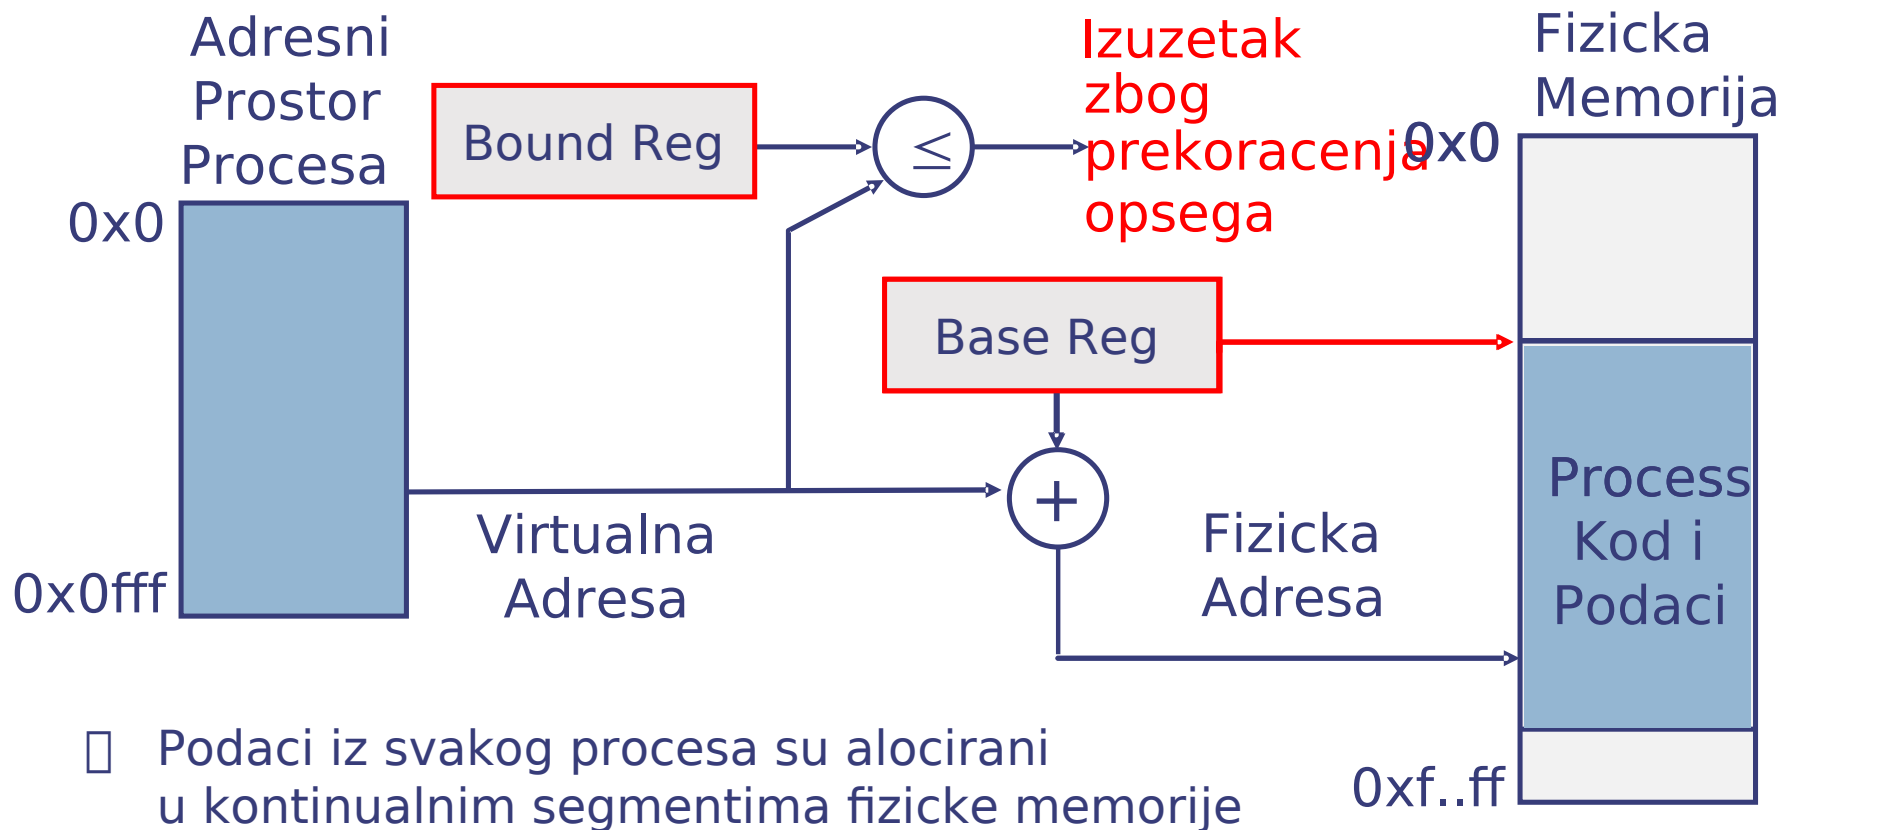 Adresni
Prostor
Procesa
0x0
0x0fff
Bound Reg
≤
Izuzetak
zbog
prekoracenja
opsega
Base Reg
+
Virtualna
Adresa
Fizicka
Adresa
Fizicka
Memorija
0x0
Process
Kod i
Podaci
0xf..ff
Podaci iz svakog procesa su alocirani
u kontinualnim segmentima fizicke memorije